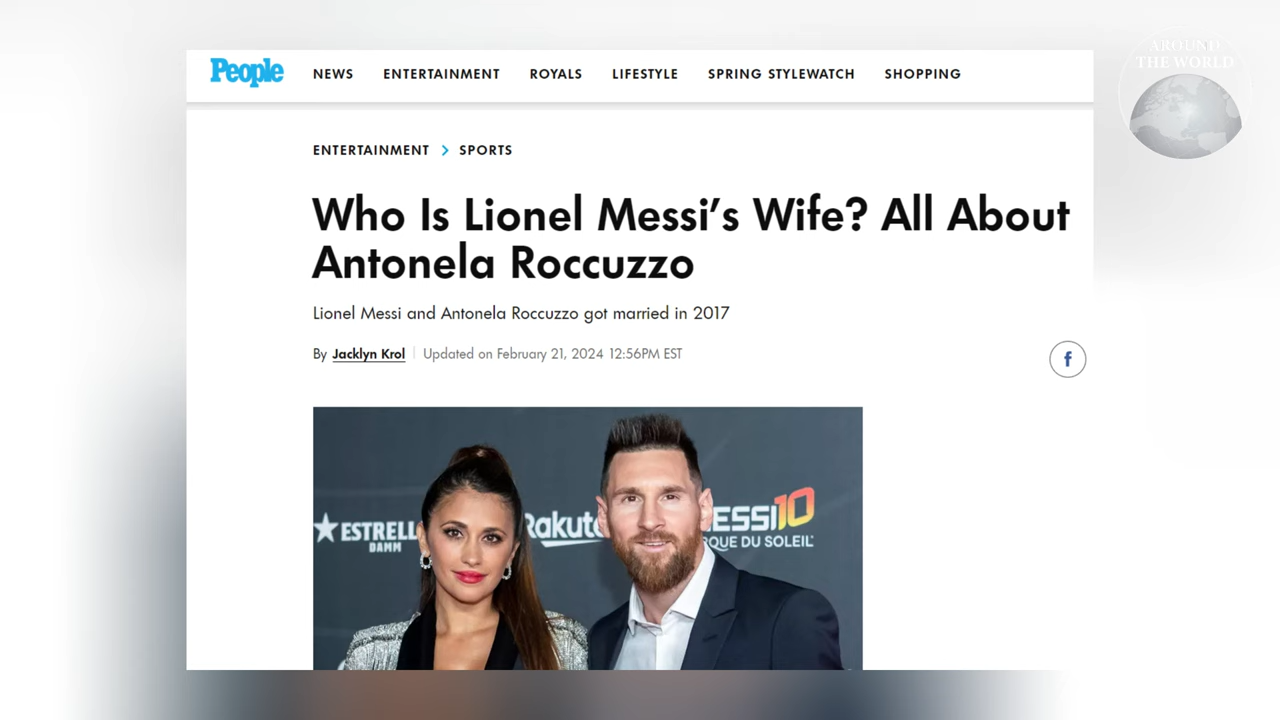 People
NEWS ENTERTAINMENT ROYALS LIFESTYLE SPRING STYLEWATCH SHOPPING
AROUND
THE WORLD
ENTERTAINMENT > SPORTS
Who Is Lionel Messi’s Wife? All About
Antonela Roccuzzo
Lionel Messi and Antonela Roccuzzo got married in 2017
By Jacklyn Krol Updated on February 21, 2024 12:56PM EST
f
ESTRELL
DAMM
Rakut
ESSI10
QUE DU SOLEIL